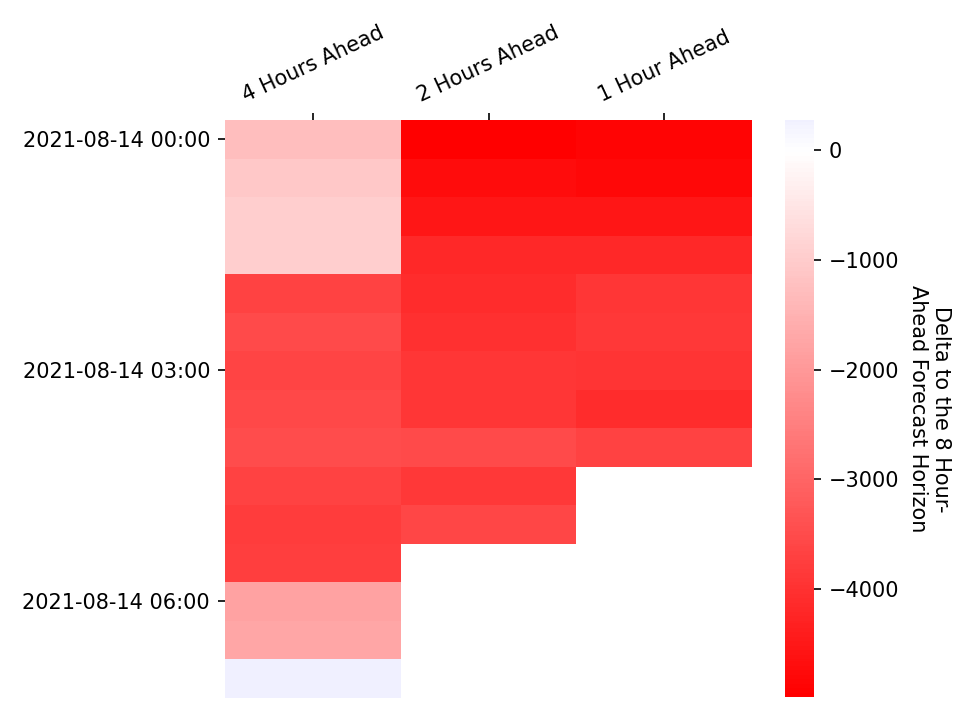 4 Hours Ahead
2 Hours Ahead
1 Hour Ahead
2021-08-14 00:00
2021-08-14 03:00
2021-08-14 06:00
0
−1000
−2000
−3000
−4000
Delta to the 8 Hour-
Ahead Forecast Horizon